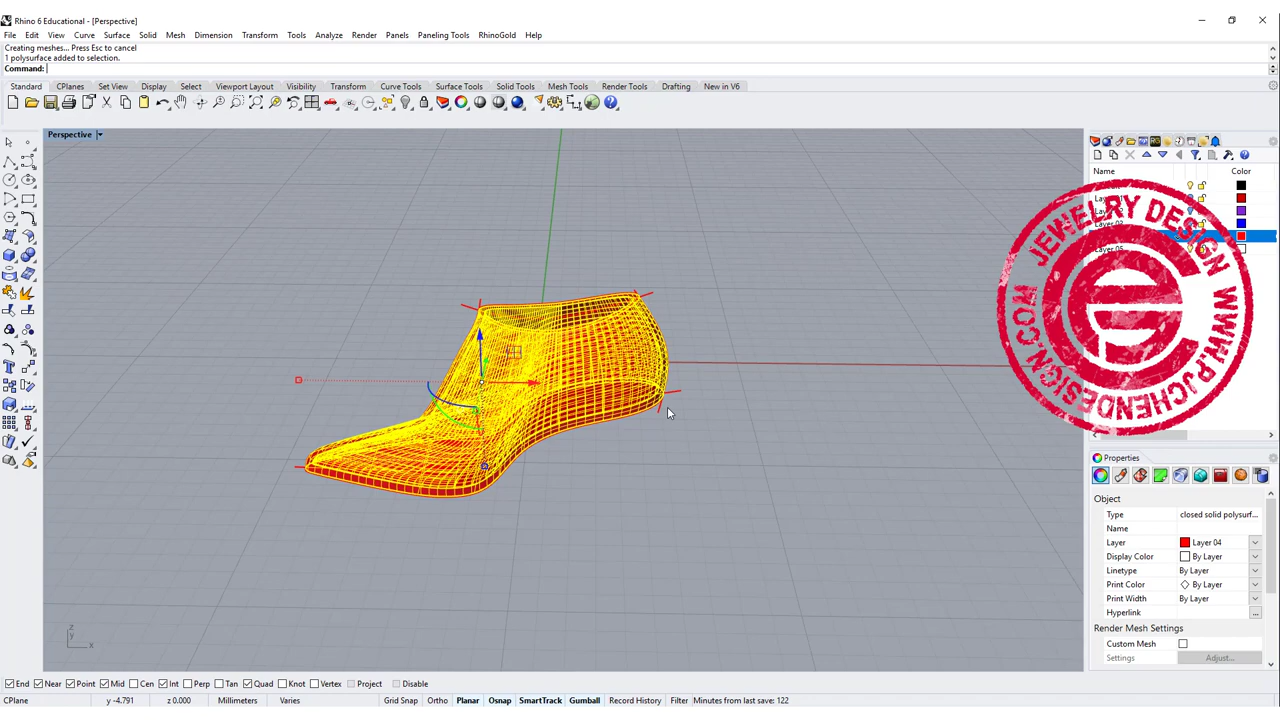 Rhino 6 Educational - [Perspective]
File Edit View Curve Surface Solid Mesh Dimension Transform Tools Analyze Render Panels Paneling Tools RhinoGold Help
Creating meshes... Press Esc to cancel
1 polysurface added to selection.
Command:
Standard CPlanes Set View Display Select Viewport Layout Visibility Transform Curve Tools Surface Tools Solid Tools Mesh Tools Render Tools Drafting New in V6
Perspective
Name Color
JEWELRY DESIGN
WWW.PJCHENDESIGN.COM
Properties
Object
Type closed solid polysurf...
Name
Layer Layer 04
Display Color By Layer
Linetype By Layer
Print Color By Layer
Print Width By Layer
Hyperlink ...
Render Mesh Settings
Custom Mesh
Settings Adjust...
z
y
x
End Near Point Mid Cen Int Perp Tan Quad Knot Vertex Project Disable
CPlane y -4.791 z 0.000 Millimeters Varies Grid Snap Ortho Planar Osnap SmartTrack Gumball Record History Filter Minutes from last save: 122